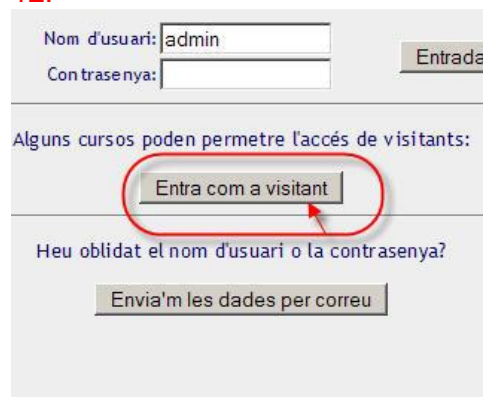 Nom d'usuari: admin
Contrasenya:
Entrada
Alguns cursos poden permetre l'accés de visitants:
Entra com a visitant
Heu oblidat el nom d'usuari o la contrasenya?
Envia'm les dades per correu